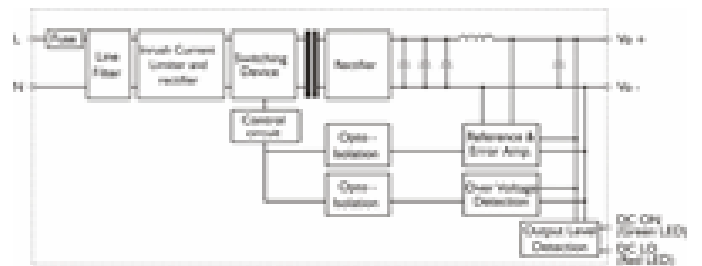 L
Fuse
N
Line
Filter
Inrush Current
Limiter and
rectifier
Switching
Device
Rectifier
Vo +
Vo -
Control
circuit
Opto-
Isolation
Reference &
Error Amp.
Opto-
Isolation
Over Voltage
Detection
Output Level
Detection
DC ON
(Green LED)
DC LO
(Red LED)